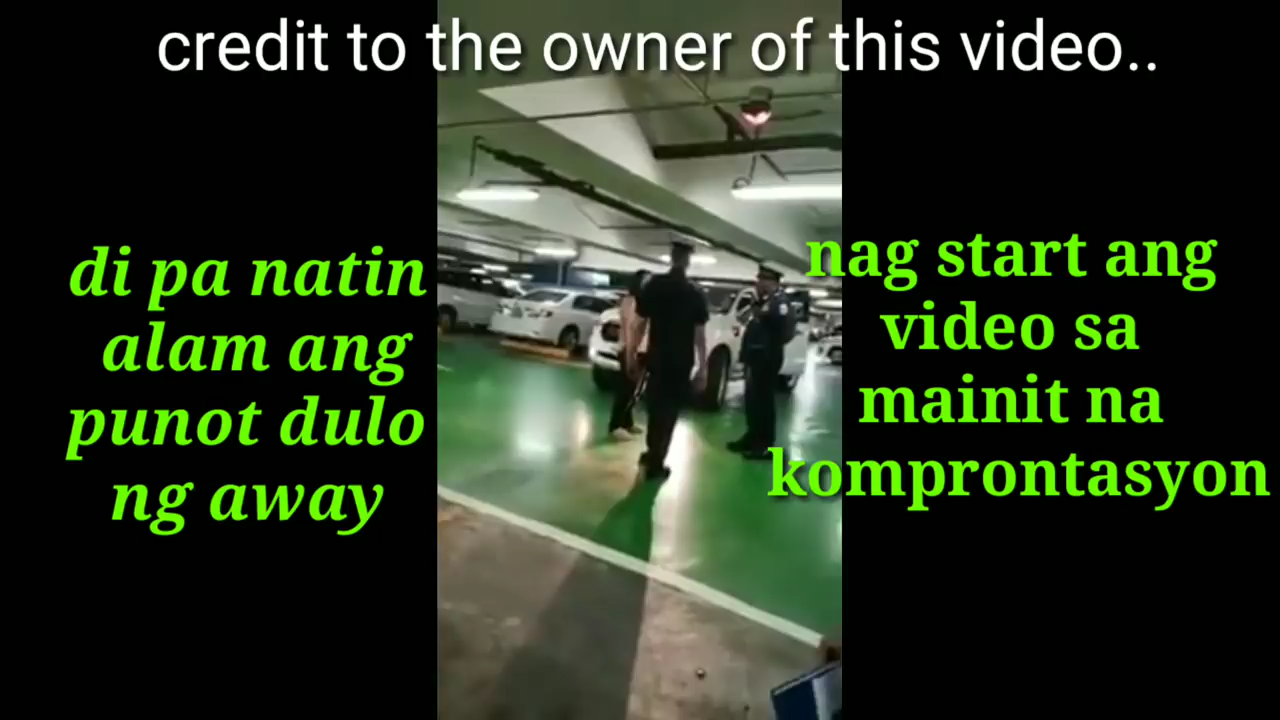 credit to the owner of this video..
di pa natin
alam ang
punot dulo
ng away
nag start ang
video sa
mainit na
komprontasyon